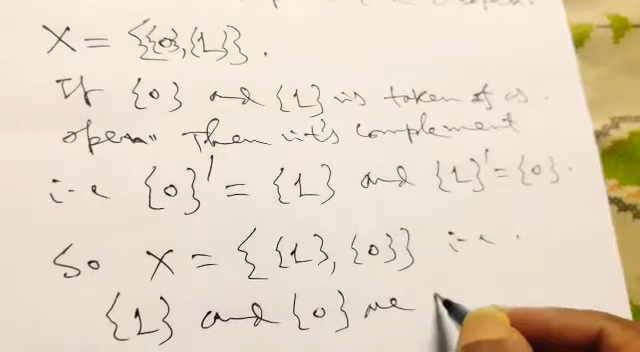 X = {{0}, {1}}.
If {0} and {1} is taken as
open" Then it's complement
i-e {0}' = {1} and {1}' = {0}.
So X = {{1}, {0}} i-e.
{1} and {0} are